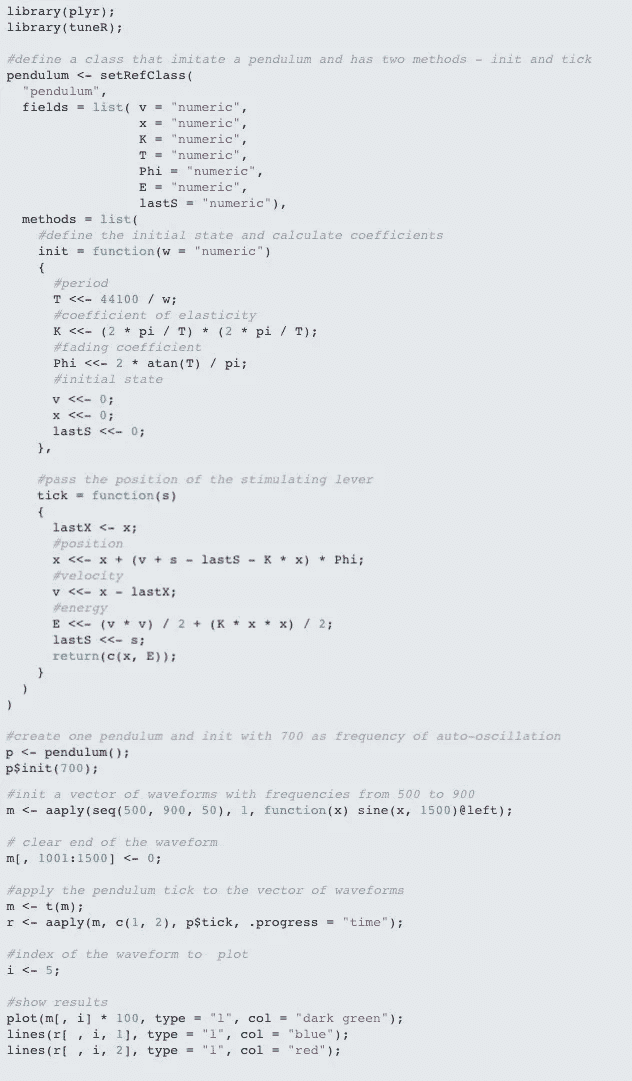 library(plyr);
library(tuneR);
#define a class that imitate a pendulum and has two methods - init and tick
pendulum <- setRefClass(
"pendulum",
fields = list( v = "numeric",
x = "numeric",
K = "numeric",
T = "numeric",
Phi = "numeric",
E = "numeric",
lastS = "numeric"),
methods = list(
#define the initial state and calculate coefficients
init = function(w = "numeric")
{
#period
T <<- 44100 / w;
#coefficient of elasticity
K <<- (2 * pi / T) * (2 * pi / T);
#fading coefficient
Phi <<- 2 * atan(T) / pi;
#initial state
v <<- 0;
x <<- 0;
lastS <<- 0;
},
#pass the position of the stimulating lever
tick = function(s)
{
lastX <- x;
#position
x <<- x + (v + s - lastS - K * x) * Phi;
#velocity
v <<- x - lastX;
#energy
E <<- (v * v) / 2 + (K * x * x) / 2;
lastS <<- s;
return(c(x, E));
}
)
)
#create one pendulum and init with 700 as frequency of auto-oscillation
p <- pendulum();
p$init(700);
#init a vector of waveforms with frequencies from 500 to 900
m <- aaply(seq(500, 900, 50), 1, function(x) sine(x, 1500)@left);
# clear end of the waveform
m[, 1001:1500] <- 0;
#apply the pendulum tick to the vector of waveforms
m <- t(m);
r <- aaply(m, c(1, 2), p$tick, .progress = "time");
#index of the waveform to  plot
i <- 5;
#show results
plot(m[, i] * 100, type = "l", col = "dark green");
lines(r[ , i, 1], type = "l", col = "blue");
lines(r[ , i, 2], type = "l", col = "red");